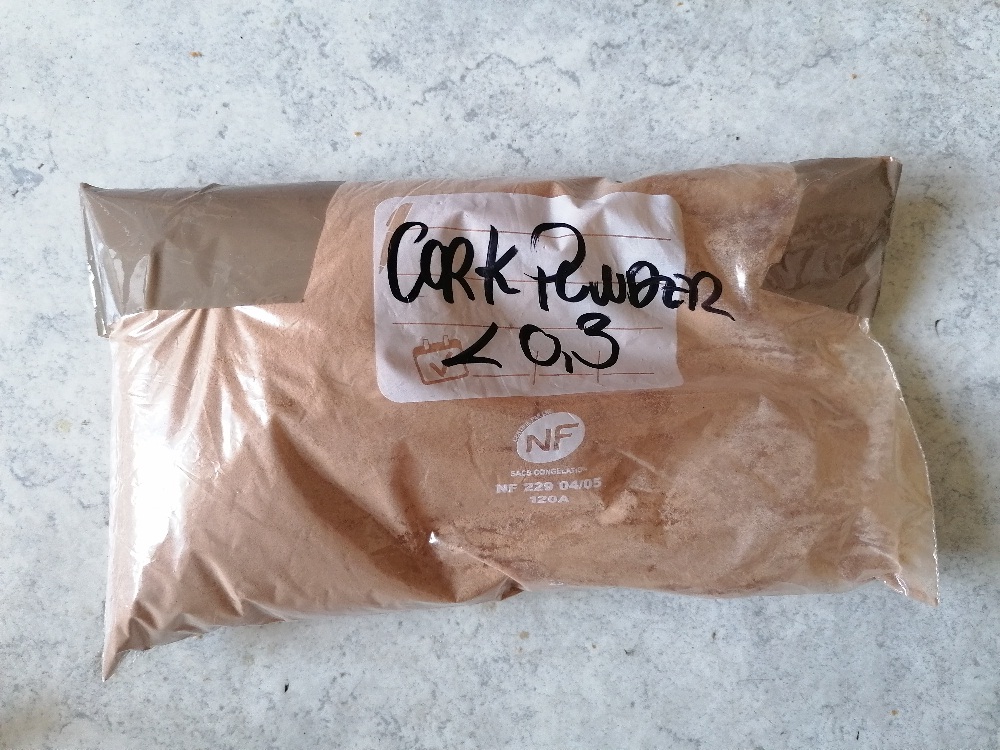 CORK POWDER
< 0,3
NF
SACS CONGELATION
NF 229 04/05
120A